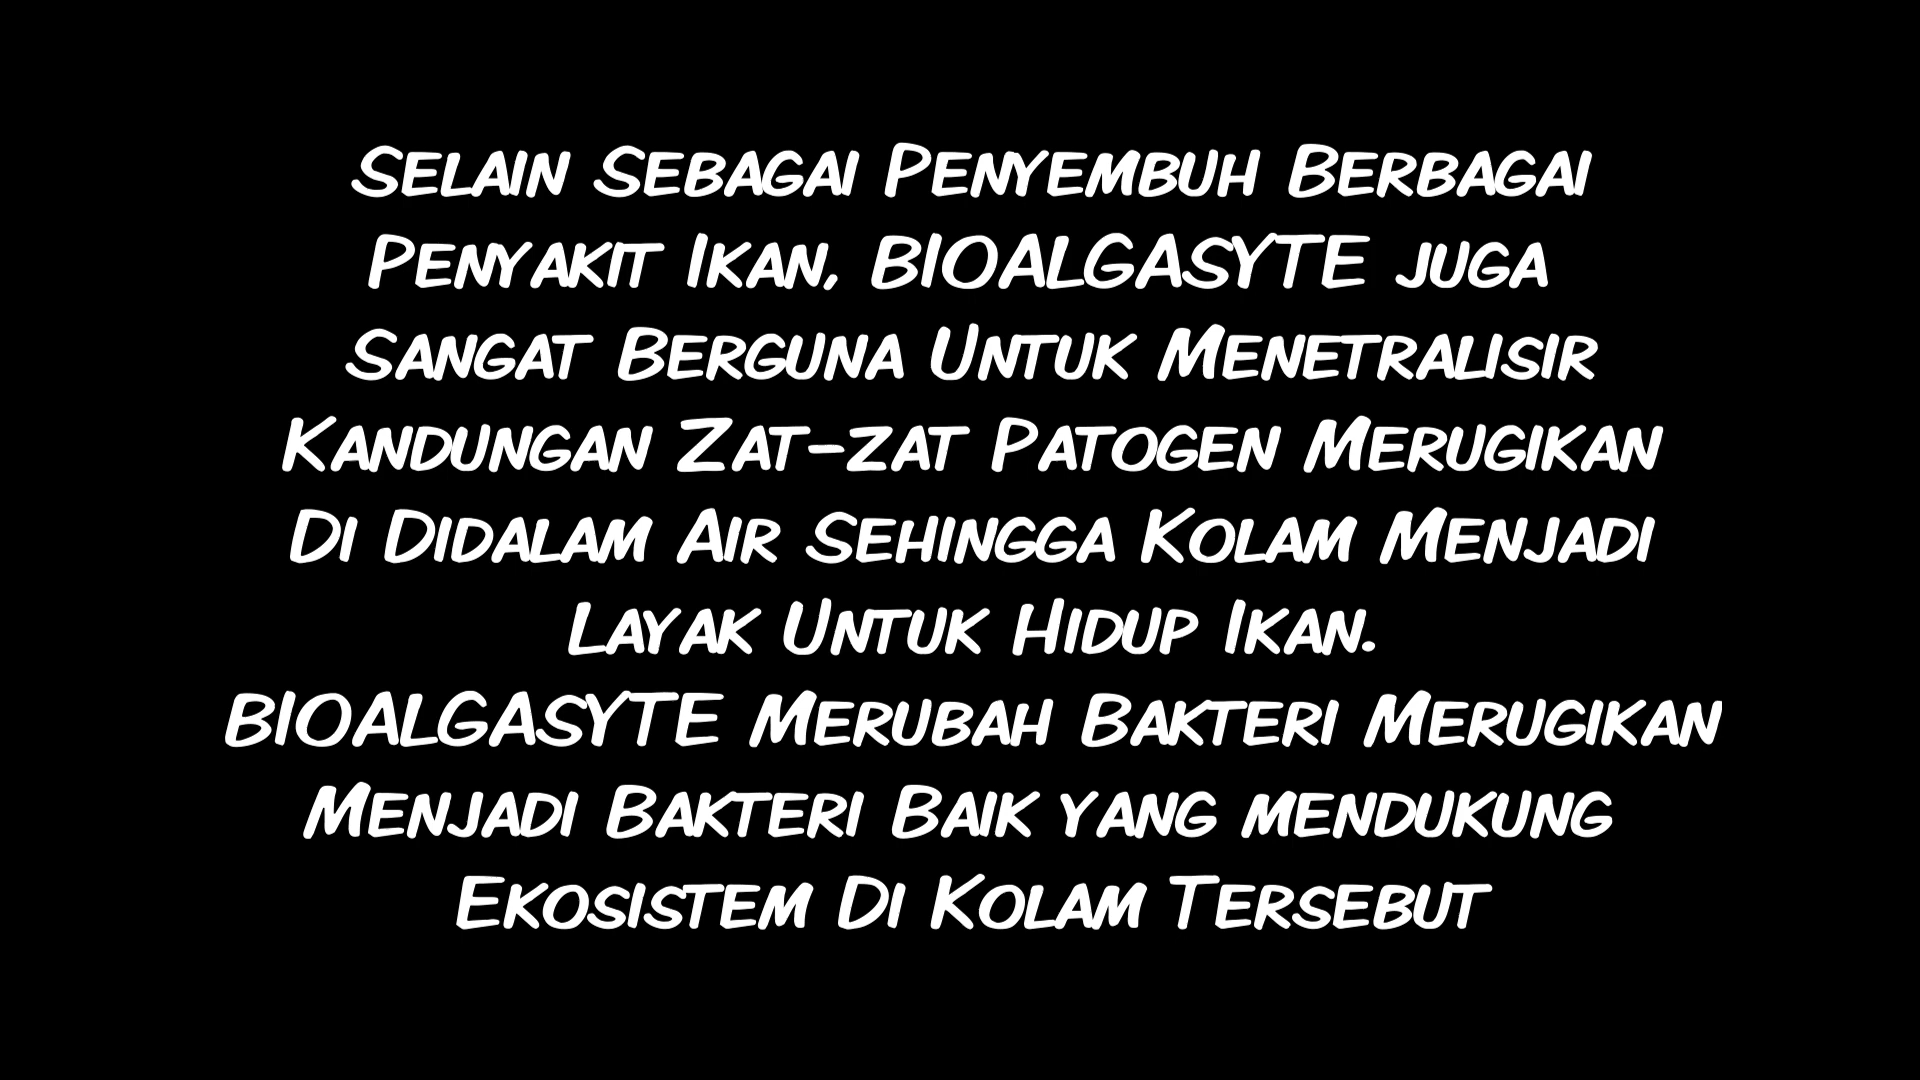 Selain Sebagai Penyembuh Berbagai
Penyakit Ikan, BIOALGASYTE juga
Sangat Berguna Untuk Menetralisir
Kandungan Zat-zat Patogen Merugikan
Di Didalam Air Sehingga Kolam Menjadi
Layak Untuk Hidup Ikan.
BIOALGASYTE Merubah Bakteri Merugikan
Menjadi Bakteri Baik yang mendukung
Ekosistem Di Kolam Tersebut